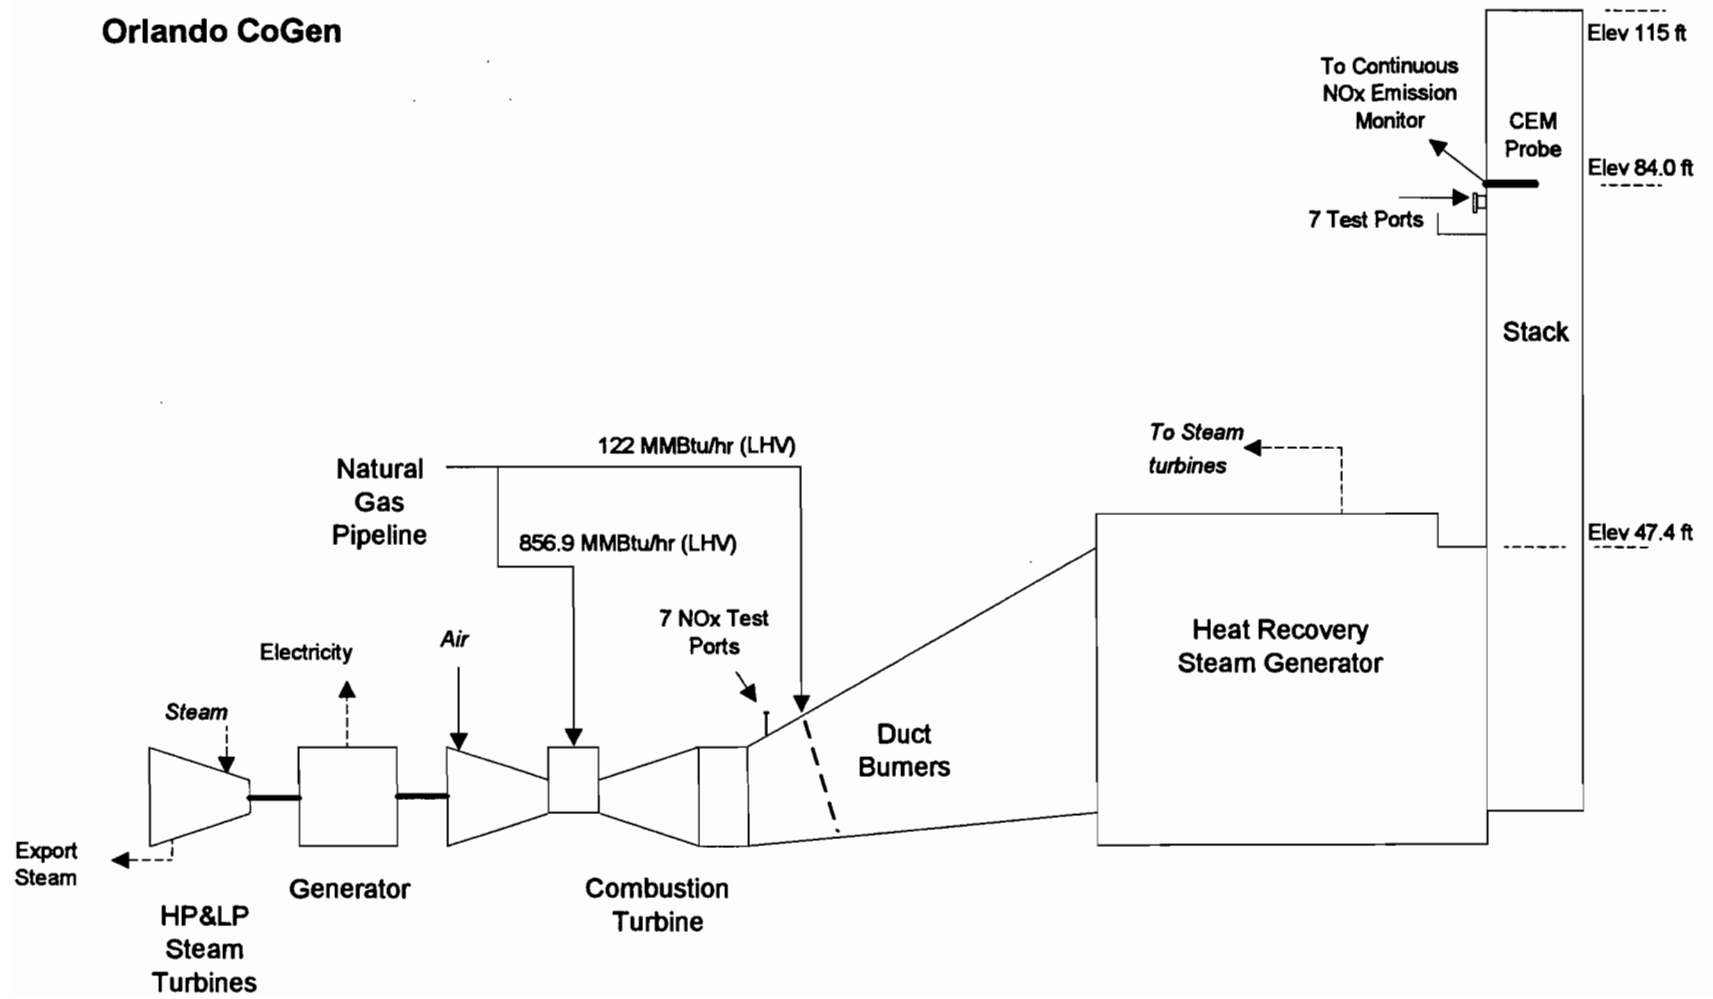 Orlando CoGen
Elev 115 ft
To Continuous
NOx Emission
Monitor
CEM
Probe
Elev 84.0 ft
7 Test Ports
Stack
122 MMBtu/hr (LHV)
To Steam
turbines
Natural
Gas
Pipeline
856.9 MMBtu/hr (LHV)
Elev 47.4 ft
7 NOx Test
Ports
Heat Recovery
Steam Generator
Electricity
Air
Steam
Duct
Burners
Export
Steam
Generator
Combustion
Turbine
HP&LP
Steam
Turbines